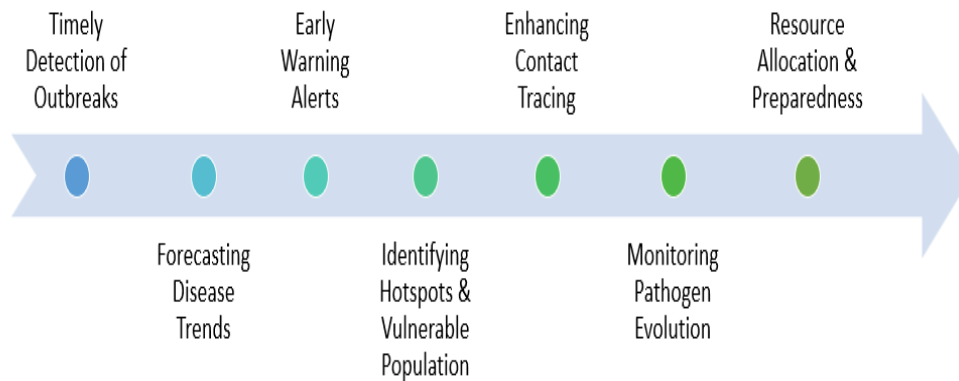 Timely
Detection of
Outbreaks
Forecasting
Disease
Trends
Early
Warning
Alerts
Identifying
Hotspots &
Vulnerable
Population
Enhancing
Contact
Tracing
Monitoring
Pathogen
Evolution
Resource
Allocation &
Preparedness